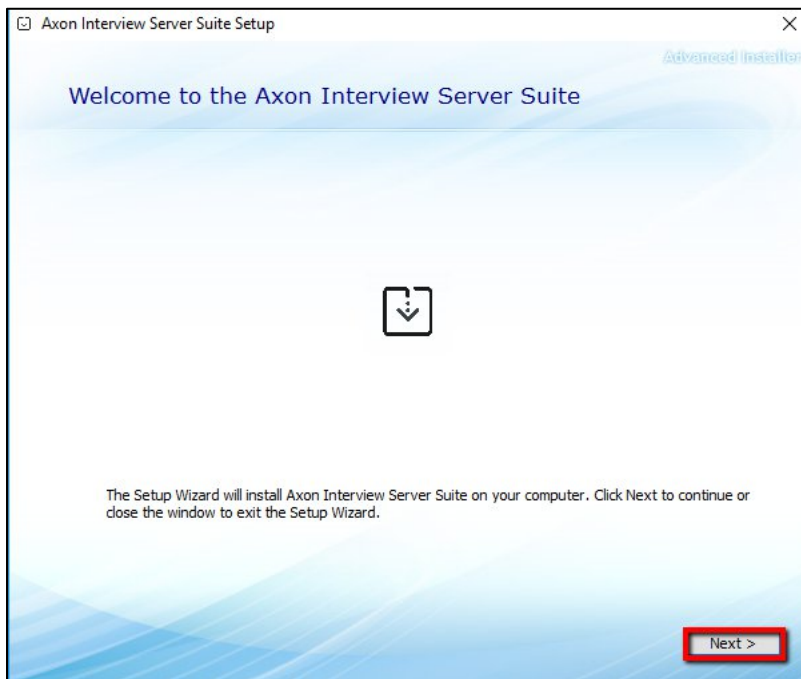 Axon Interview Server Suite Setup
Advanced Installer
Welcome to the Axon Interview Server Suite
The Setup Wizard will install Axon Interview Server Suite on your computer. Click Next to continue or
close the window to exit the Setup Wizard.
Next >